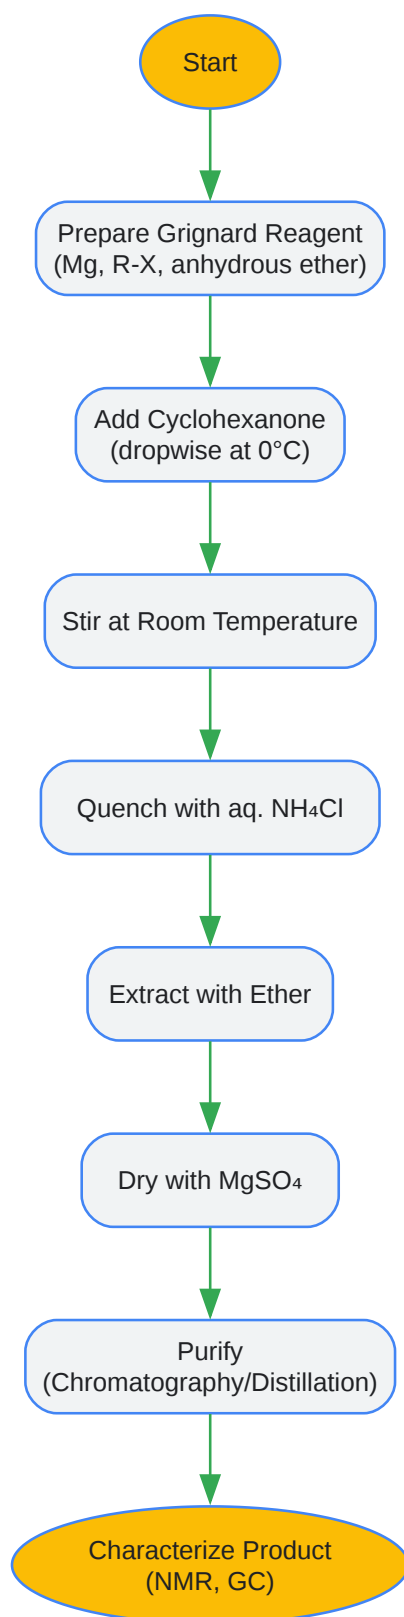 Start
Prepare Grignard Reagent
(Mg, R-X, anhydrous ether)
Add Cyclohexanone
(dropwise at 0°C)
Stir at Room Temperature
Quench with aq. NH₄Cl
Extract with Ether
Dry with MgSO₄
Purify
(Chromatography/Distillation)
Characterize Product
(NMR, GC)